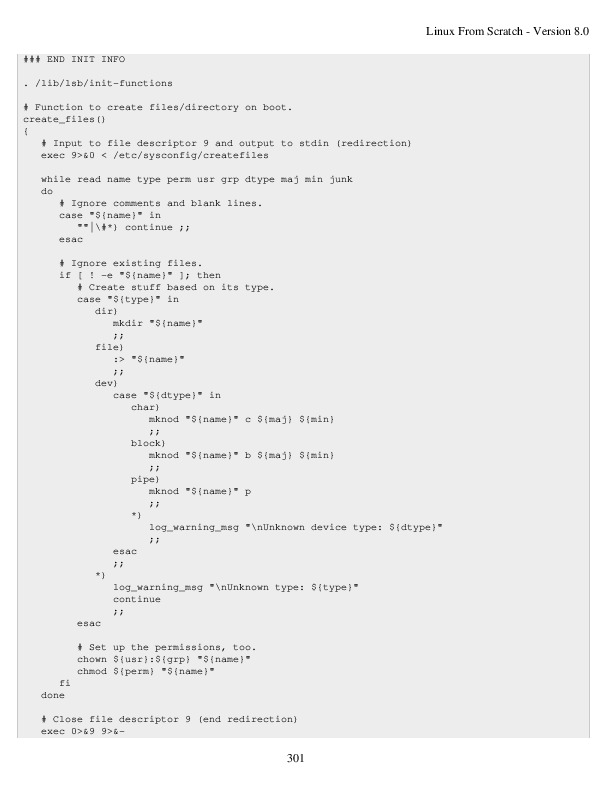 Linux From Scratch - Version 8.0
### END INIT INFO
. /lib/lsb/init-functions
# Function to create files/directory on boot.
create_files()
{
   # Input to file descriptor 9 and output to stdin (redirection)
   exec 9>&0 < /etc/sysconfig/createfiles
   while read name type perm usr grp dtype maj min junk
   do
      # Ignore comments and blank lines.
      case "${name}" in
         ""|\#*) continue ;;
      esac
      # Ignore existing files.
      if [ ! -e "${name}" ]; then
         # Create stuff based on its type.
         case "${type}" in
            dir)
               mkdir "${name}"
               ;;
            file)
               :> "${name}"
               ;;
            dev)
               case "${dtype}" in
                  char)
                     mknod "${name}" c ${maj} ${min}
                     ;;
                  block)
                     mknod "${name}" b ${maj} ${min}
                     ;;
                  pipe)
                     mknod "${name}" p
                     ;;
                  *)
                     log_warning_msg "\nUnknown device type: ${dtype}"
                     ;;
               esac
               ;;
            *)
               log_warning_msg "\nUnknown type: ${type}"
               continue
               ;;
         esac
         # Set up the permissions, too.
         chown ${usr}:${grp} "${name}"
         chmod ${perm} "${name}"
      fi
   done
   # Close file descriptor 9 (end redirection)
   exec 0>&9 9>&-
301